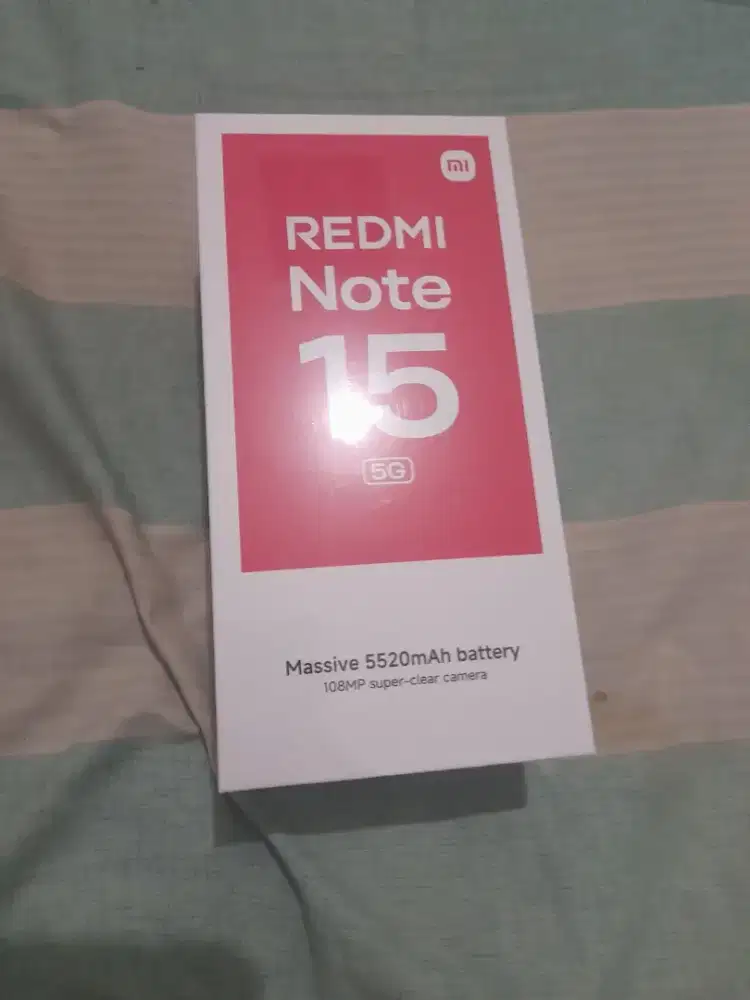 mi
REDMI
Note
15
5G
Massive 5520mAh battery
108MP super-clear camera